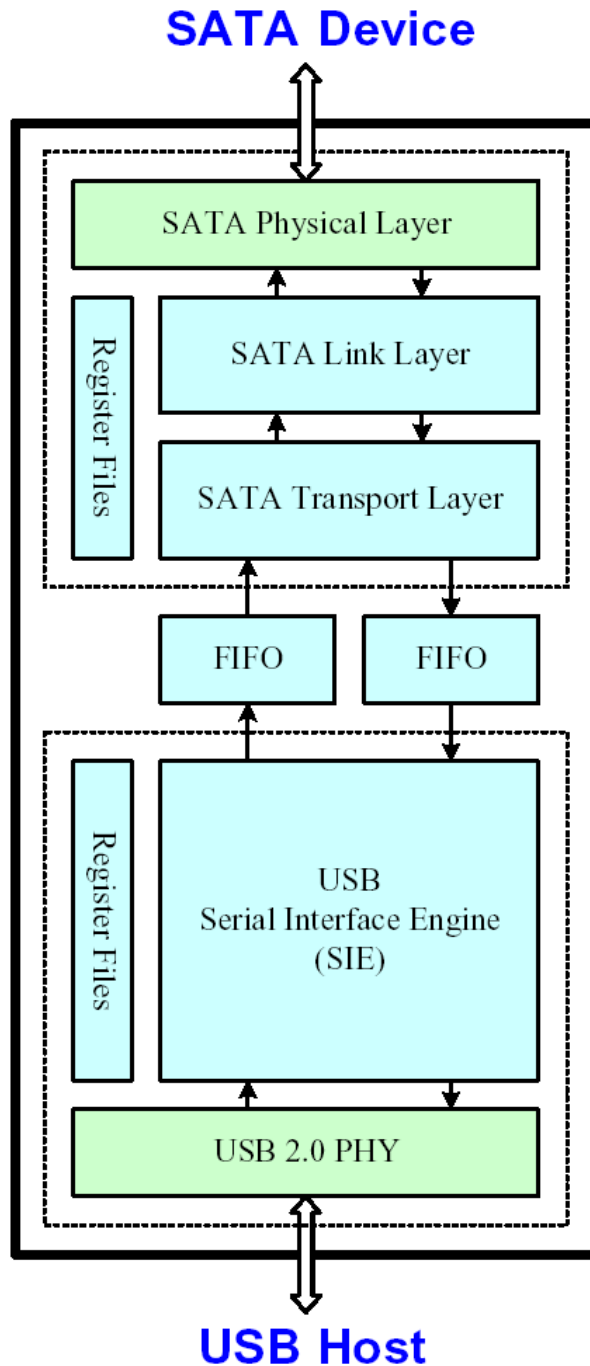 SATA Device
SATA Physical Layer
Register Files
SATA Link Layer
SATA Transport Layer
FIFO
FIFO
Register Files
USB
Serial Interface Engine
(SIE)
USB 2.0 PHY
USB Host